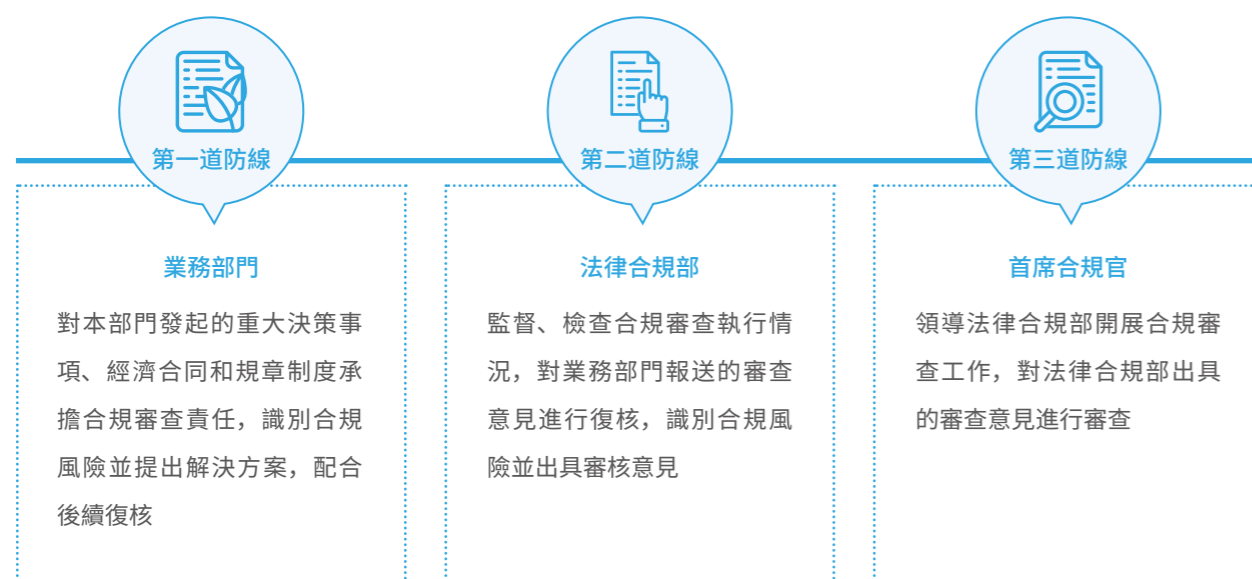 第一道防線
業務部門
對本部門發起的重大決策事
項、經濟合同和規章制度承
擔合規審查責任，識別合規
風險並提出解決方案，配合
後續復核
第二道防線
法律合規部
監督、檢查合規審查執行情
況，對業務部門報送的審查
意見進行復核，識別合規風
險並出具審核意見
第三道防線
首席合規官
領導法律合規部開展合規審
查工作，對法律合規部出具
的審查意見進行審查